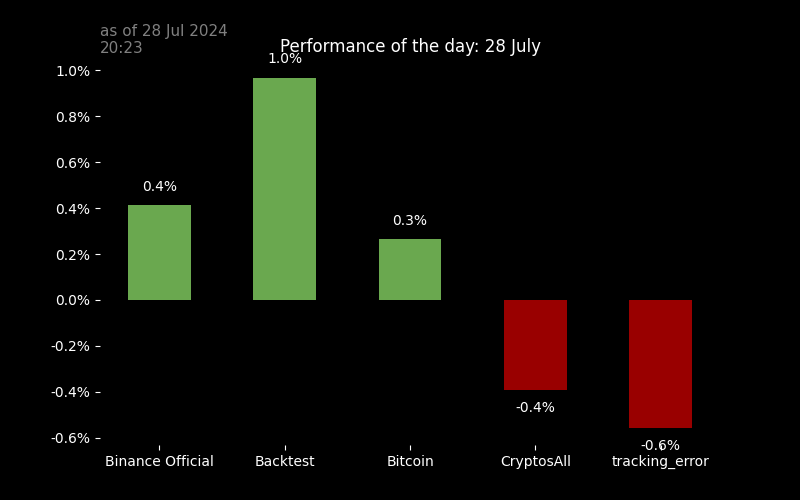 as of 28 Jul 2024
20:23
Performance of the day: 28 July
1.0%
0.8%
0.6%
0.4%
0.2%
0.0%
-0.2%
-0.4%
-0.6%
0.4%
1.0%
0.3%
-0.4%
-0.6%
Binance Official
Backtest
Bitcoin
CryptosAll
tracking_error